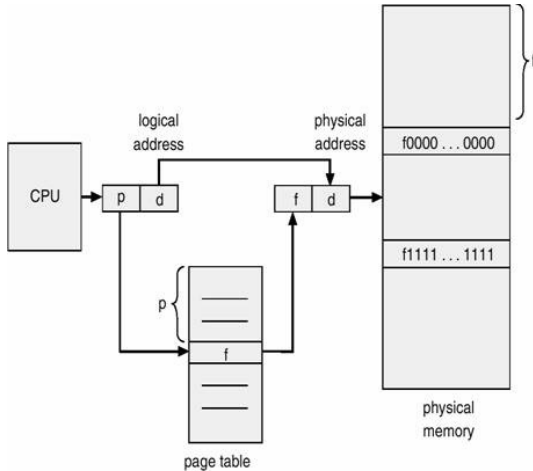 logical
address
physical
address
f0000 . . . 0000
CPU
p
d
f
d
f1111 . . . 1111
p
f
physical
memory
page table